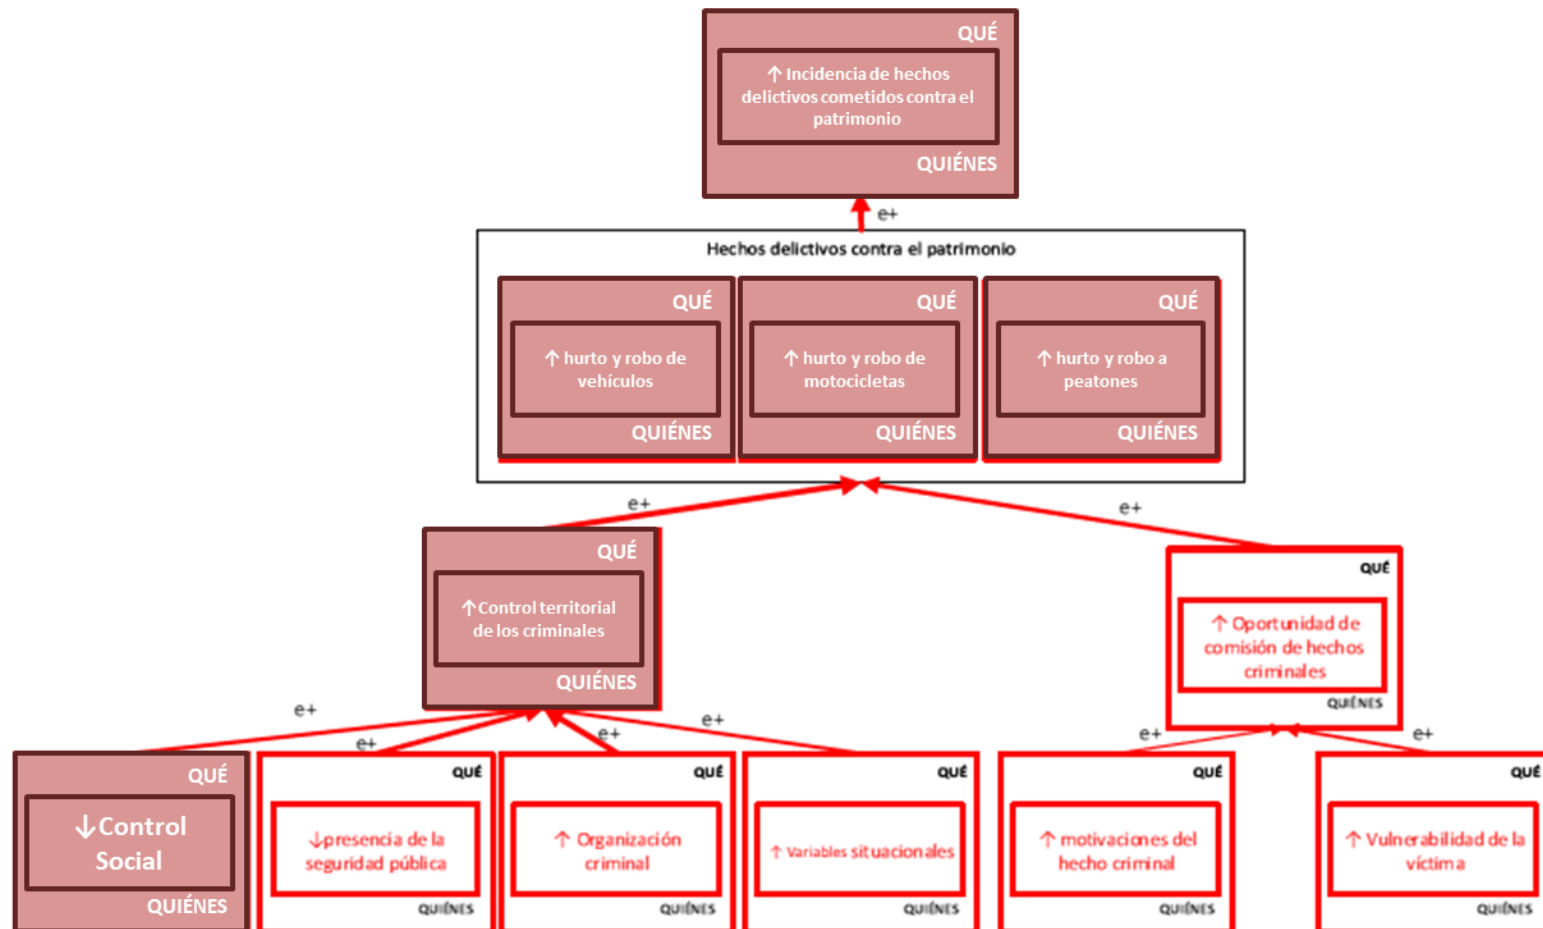 QUÉ
↑ Incidencia de hechos
delictivos cometidos contra el
patrimonio
QUIÉNES
e+
Hechos delictivos contra el patrimonio
QUÉ
↑ hurto y robo de
vehículos
QUIÉNES
QUÉ
↑ hurto y robo de
motocicletas
QUIÉNES
QUÉ
↑ hurto y robo a
peatones
QUIÉNES
e+
e+
QUÉ
↑Control territorial
de los criminales
QUIÉNES
QUÉ
↑ Oportunidad de
comisión de hechos
criminales
QUIÉNES
e+
e+
e+
e+
e+
e+
QUÉ
↓Control
Social
QUIÉNES
QUÉ
↓presencia de la
seguridad pública
QUIÉNES
QUÉ
↑ Organización
criminal
QUIÉNES
QUÉ
↑ Variables situacionales
QUIÉNES
QUÉ
↑ motivaciones del
hecho criminal
QUIÉNES
QUÉ
↑ Vulnerabilidad de la
víctima
QUIÉNES